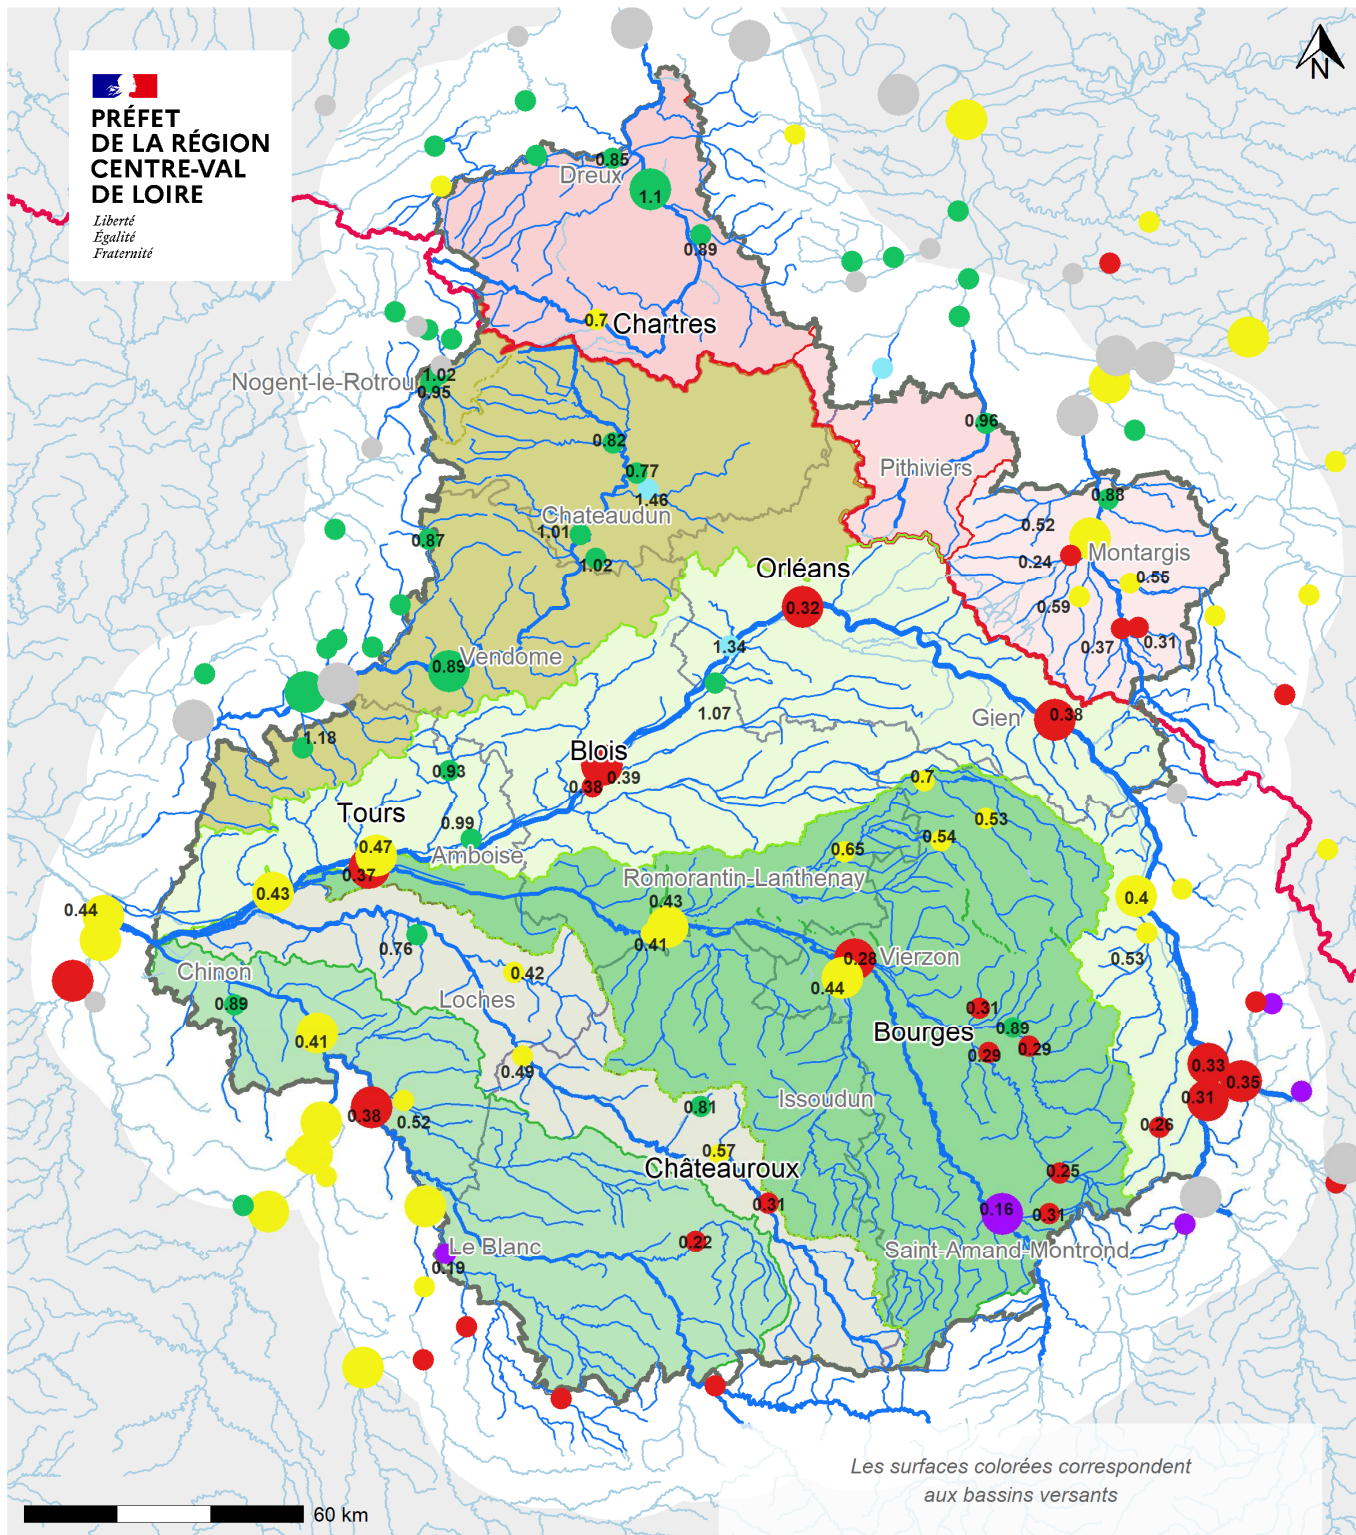 PRÉFET
DE LA RÉGION
CENTRE-VAL
DE LOIRE
Liberté
Égalité
Fraternité
N
0.85
Dreux
1.1
0.89
0.7
Chartres
Nogent-le-Rotrou
1.02
0.95
0.96
0.82
Pithiviers
0.77
1.46
0.88
Chateaudun
0.52
1.01
0.87
Montargis
0.24
1.02
0.55
Orléans
0.59
0.32
0.37
0.31
1.34
Vendome
0.89
1.07
Gien
0.38
1.18
Blois
0.93
0.39
0.38
0.7
Tours
0.99
0.53
0.54
0.47
0.65
Amboise
0.37
Romorantin-Lanthenay
0.43
0.43
0.4
0.44
0.41
0.76
0.28
Vierzon
0.53
Chinon
0.42
0.44
Loches
0.89
0.31
0.89
Bourges
0.41
0.29
0.29
0.49
0.33
0.35
0.31
Issoudun
0.81
0.38
0.52
0.26
0.57
Châteauroux
0.25
0.31
0.16
0.31
0.22
Le Blanc
Saint-Amand-Montrond
0.19
Les surfaces colorées correspondent
aux bassins versants
60 km